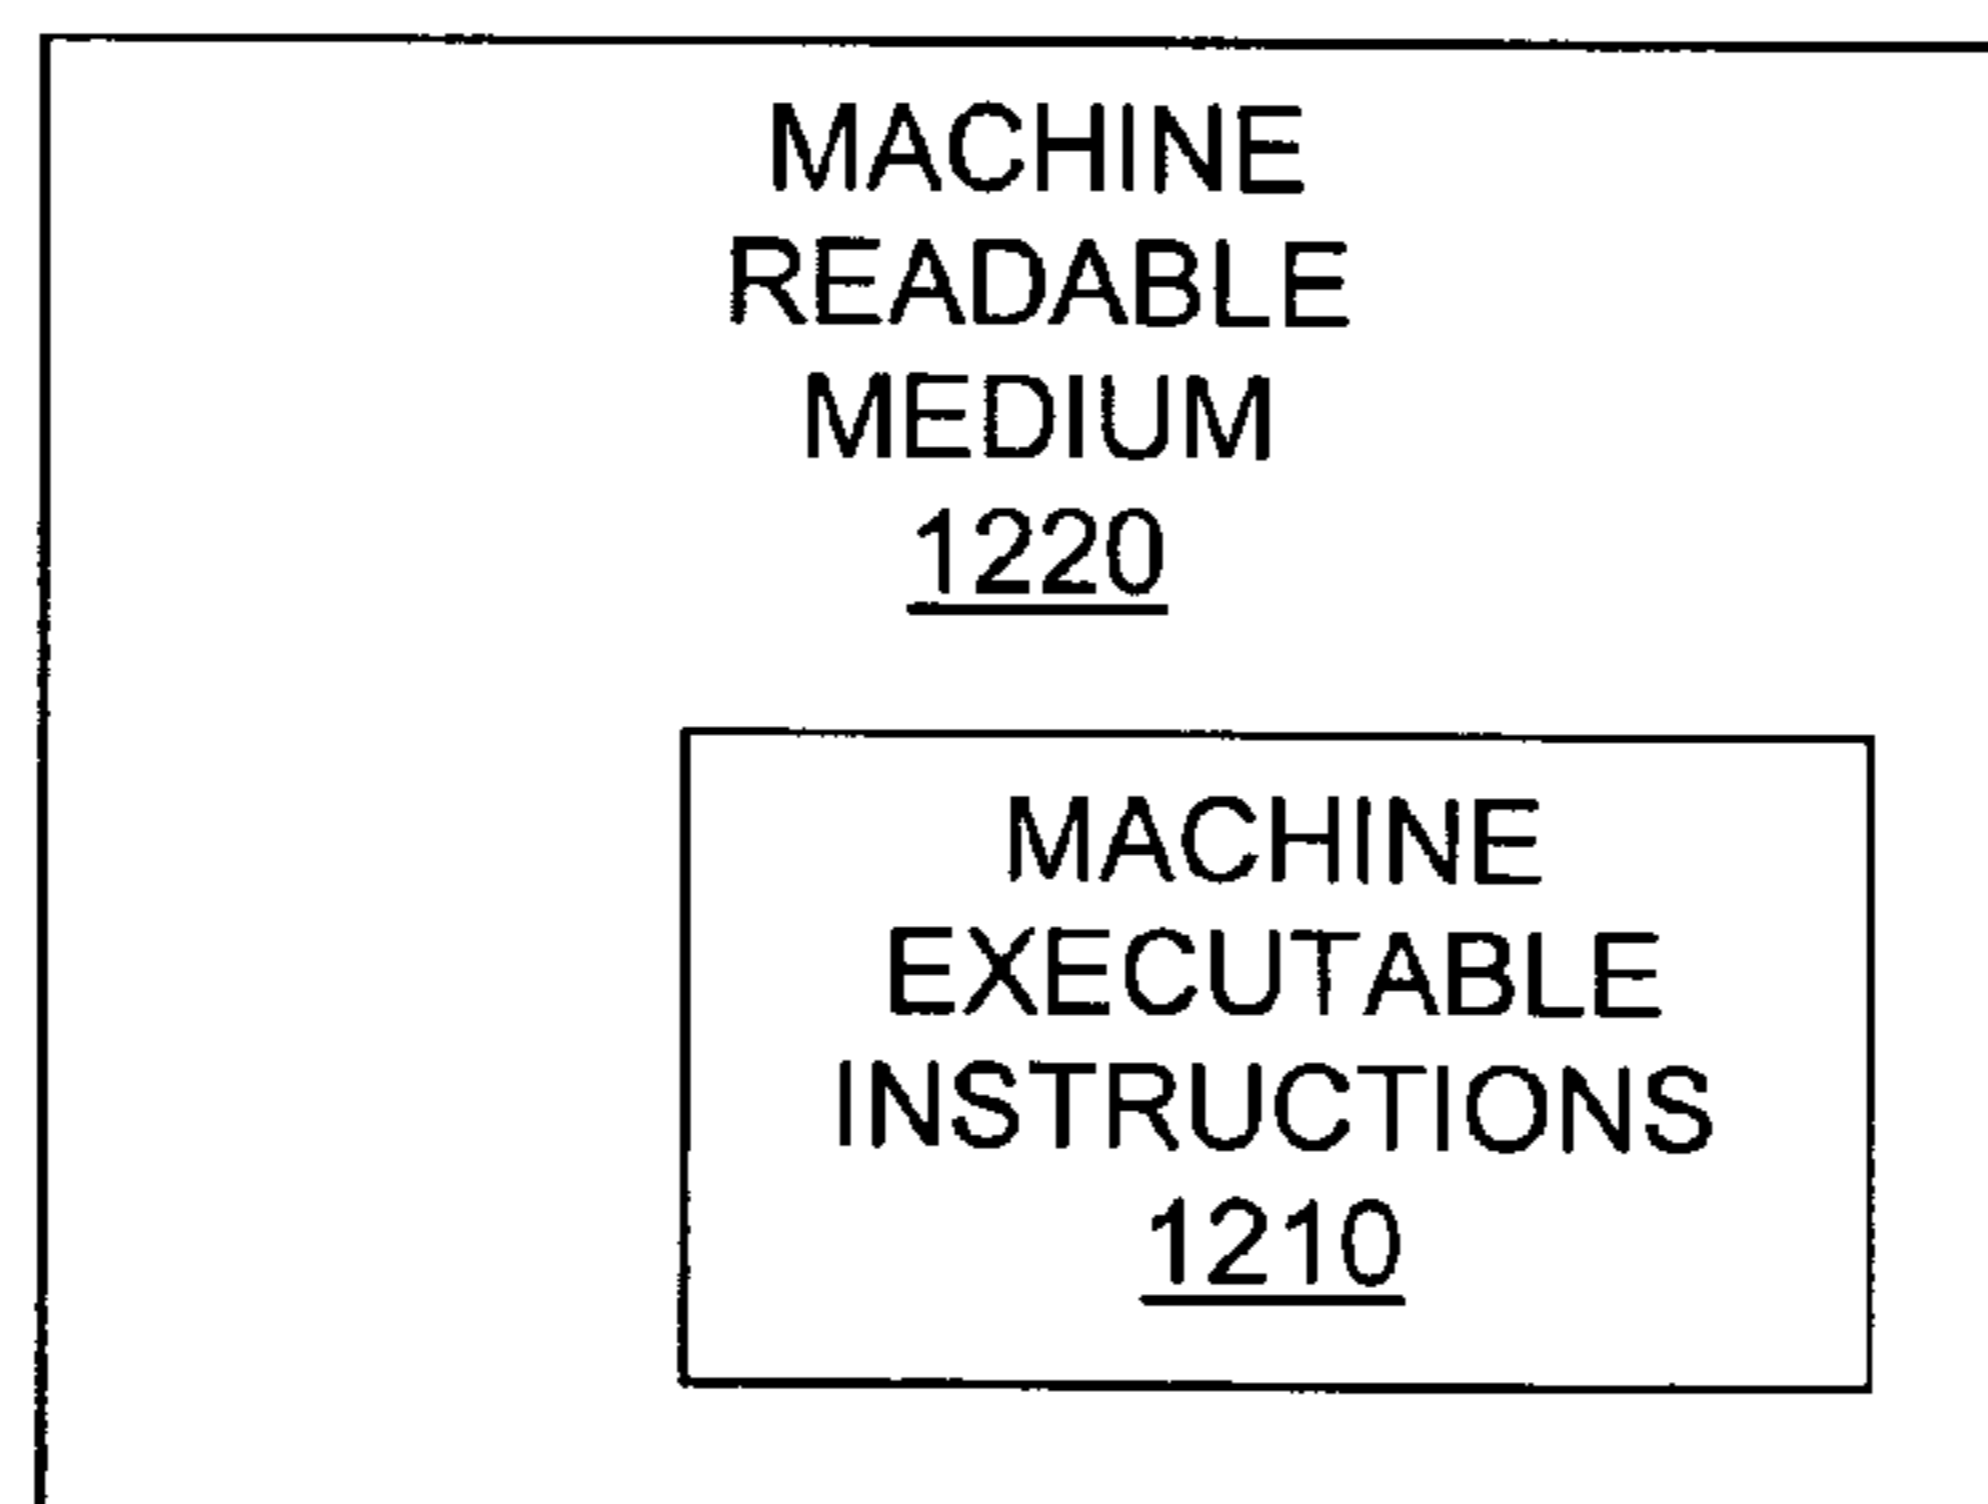 MACHINE
READABLE
MEDIUM
1220
MACHINE
EXECUTABLE
INSTRUCTIONS
1210